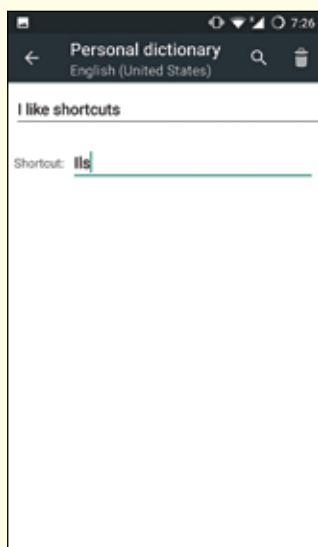 7:26
Personal dictionary
English (United States)
I like shortcuts
Shortcut: Ils